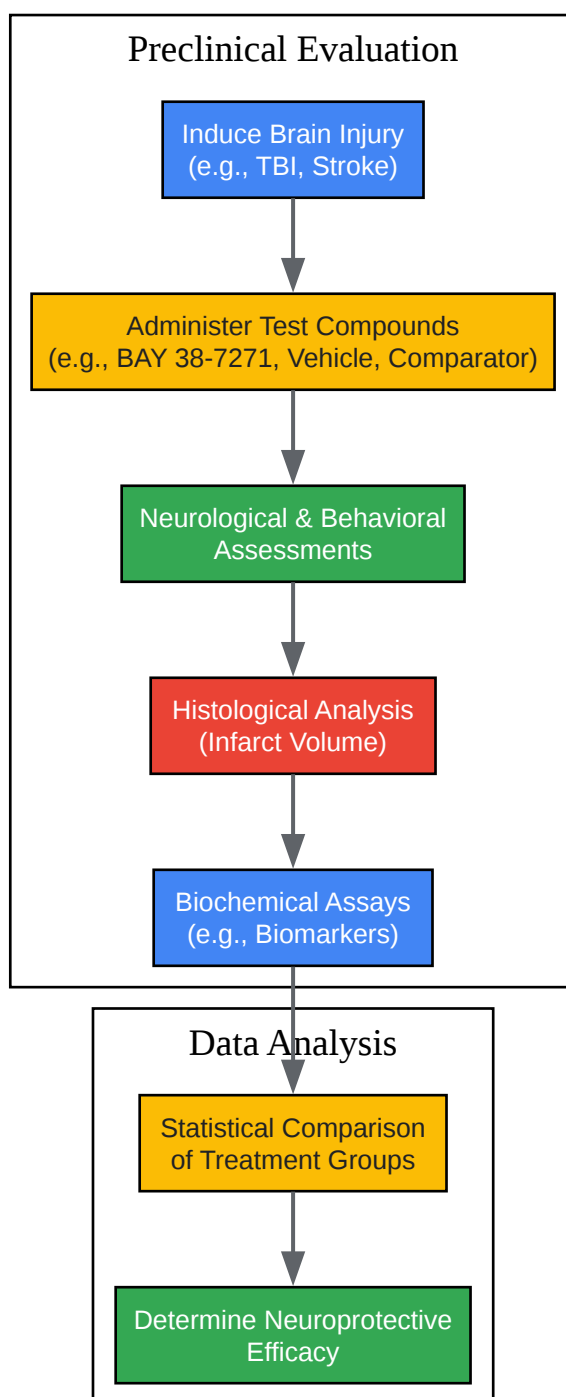 Preclinical Evaluation
Induce Brain Injury
(e.g., TBI, Stroke)
Administer Test Compounds
(e.g., BAY 38-7271, Vehicle, Comparator)
Neurological & Behavioral
Assessments
Histological Analysis
(Infarct Volume)
Biochemical Assays
(e.g., Biomarkers)
Data Analysis
Statistical Comparison
of Treatment Groups
Determine Neuroprotective
Efficacy